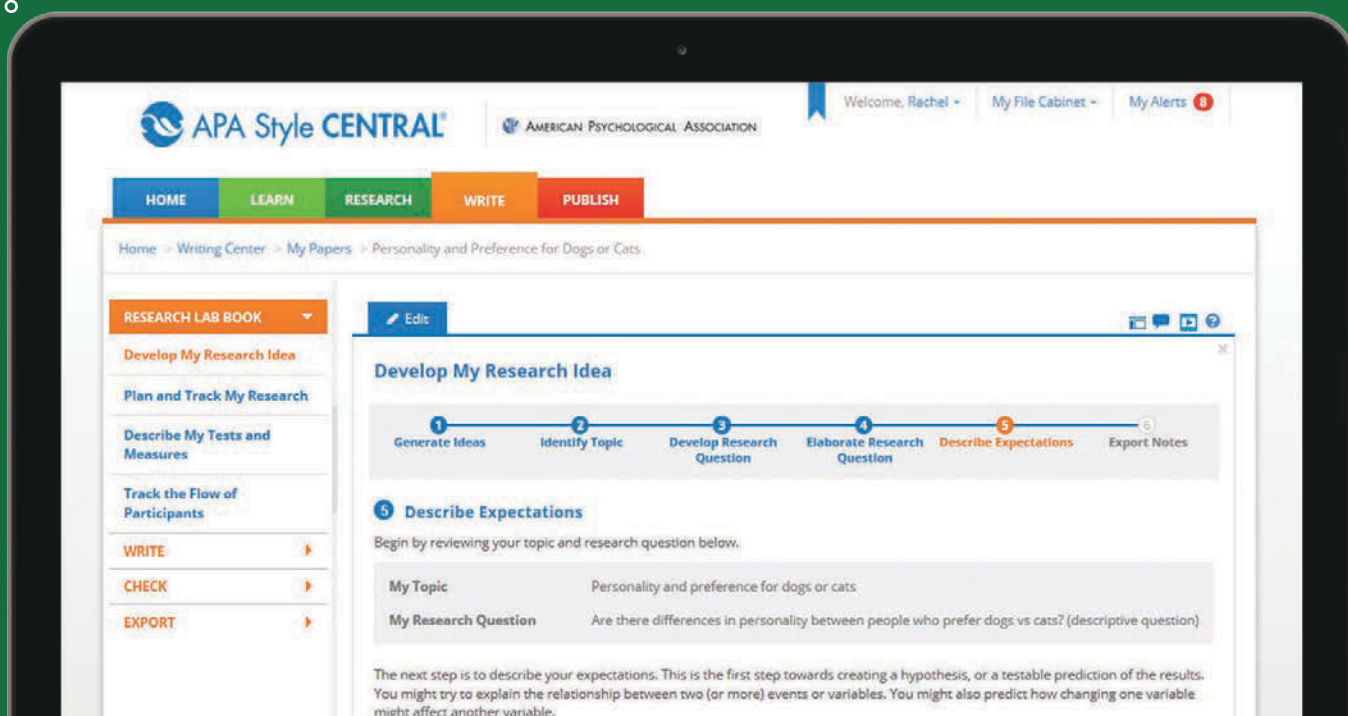 APA Style CENTRAL®
AMERICAN PSYCHOLOGICAL ASSOCIATION
Welcome, Rachel
My File Cabinet
My Alerts 8
HOME
LEARN
RESEARCH
WRITE
PUBLISH
Home > Writing Center > My Papers > Personality and Preference for Dogs or Cats
RESEARCH LAB BOOK
Develop My Research Idea
Plan and Track My Research
Describe My Tests and
Measures
Track the Flow of
Participants
WRITE
CHECK
EXPORT
Edit
Develop My Research Idea
1
Generate Ideas
2
Identify Topic
3
Develop Research
Question
4
Elaborate Research
Question
5
Describe Expectations
6
Export Notes
5 Describe Expectations
Begin by reviewing your topic and research question below.
My Topic Personality and preference for dogs or cats
My Research Question Are there differences in personality between people who prefer dogs vs cats? (descriptive question)
The next step is to describe your expectations. This is the first step towards creating a hypothesis, or a testable prediction of the results.
You might try to explain the relationship between two (or more) events or variables. You might also predict how changing one variable
might affect another variable.